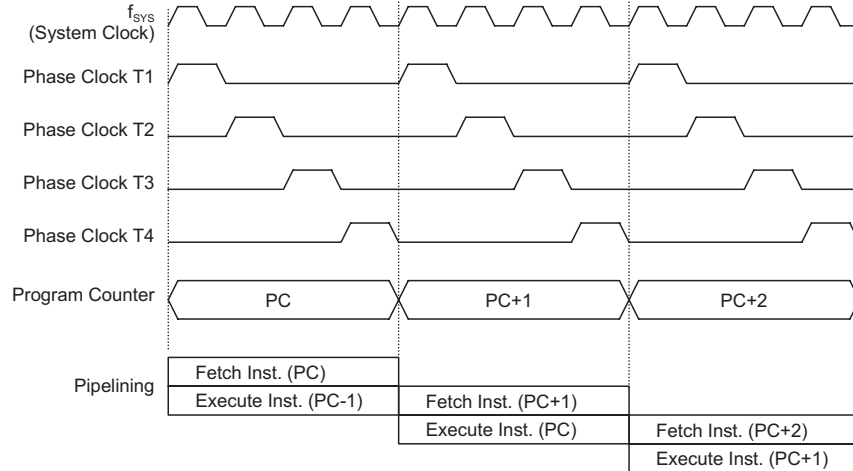 fSYS
(System Clock)
Phase Clock T1
Phase Clock T2
Phase Clock T3
Phase Clock T4
Program Counter
PC
PC+1
PC+2
Pipelining
Fetch Inst. (PC)
Execute Inst. (PC-1)
Fetch Inst. (PC+1)
Execute Inst. (PC)
Fetch Inst. (PC+2)
Execute Inst. (PC+1)